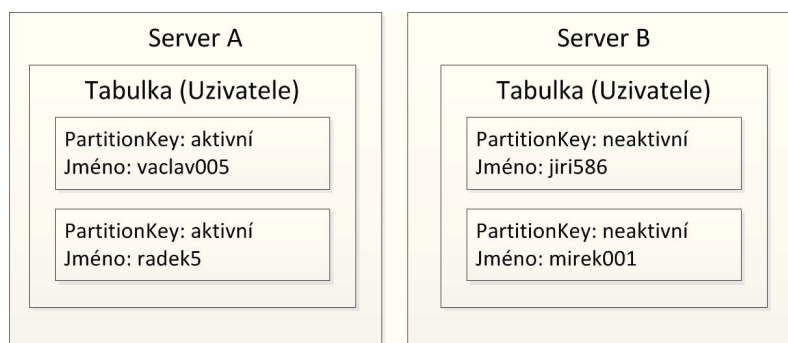 Server A
Tabulka (Uzivatele)
PartitionKey: aktivní
Jméno: vaclav005
PartitionKey: aktivní
Jméno: radek5
Server B
Tabulka (Uzivatele)
PartitionKey: neaktivní
Jméno: jiri586
PartitionKey: neaktivní
Jméno: mirek001